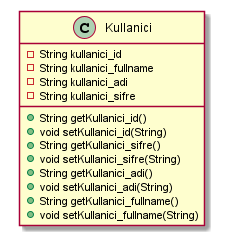 C Kullanici
String kullanici_id
String kullanici_fullname
String kullanici_adi
String kullanici_sifre
String getKullanici_id()
void setKullanici_id(String)
String getKullanici_sifre()
void setKullanici_sifre(String)
String getKullanici_adi()
void setKullanici_adi(String)
String getKullanici_fullname()
void setKullanici_fullname(String)